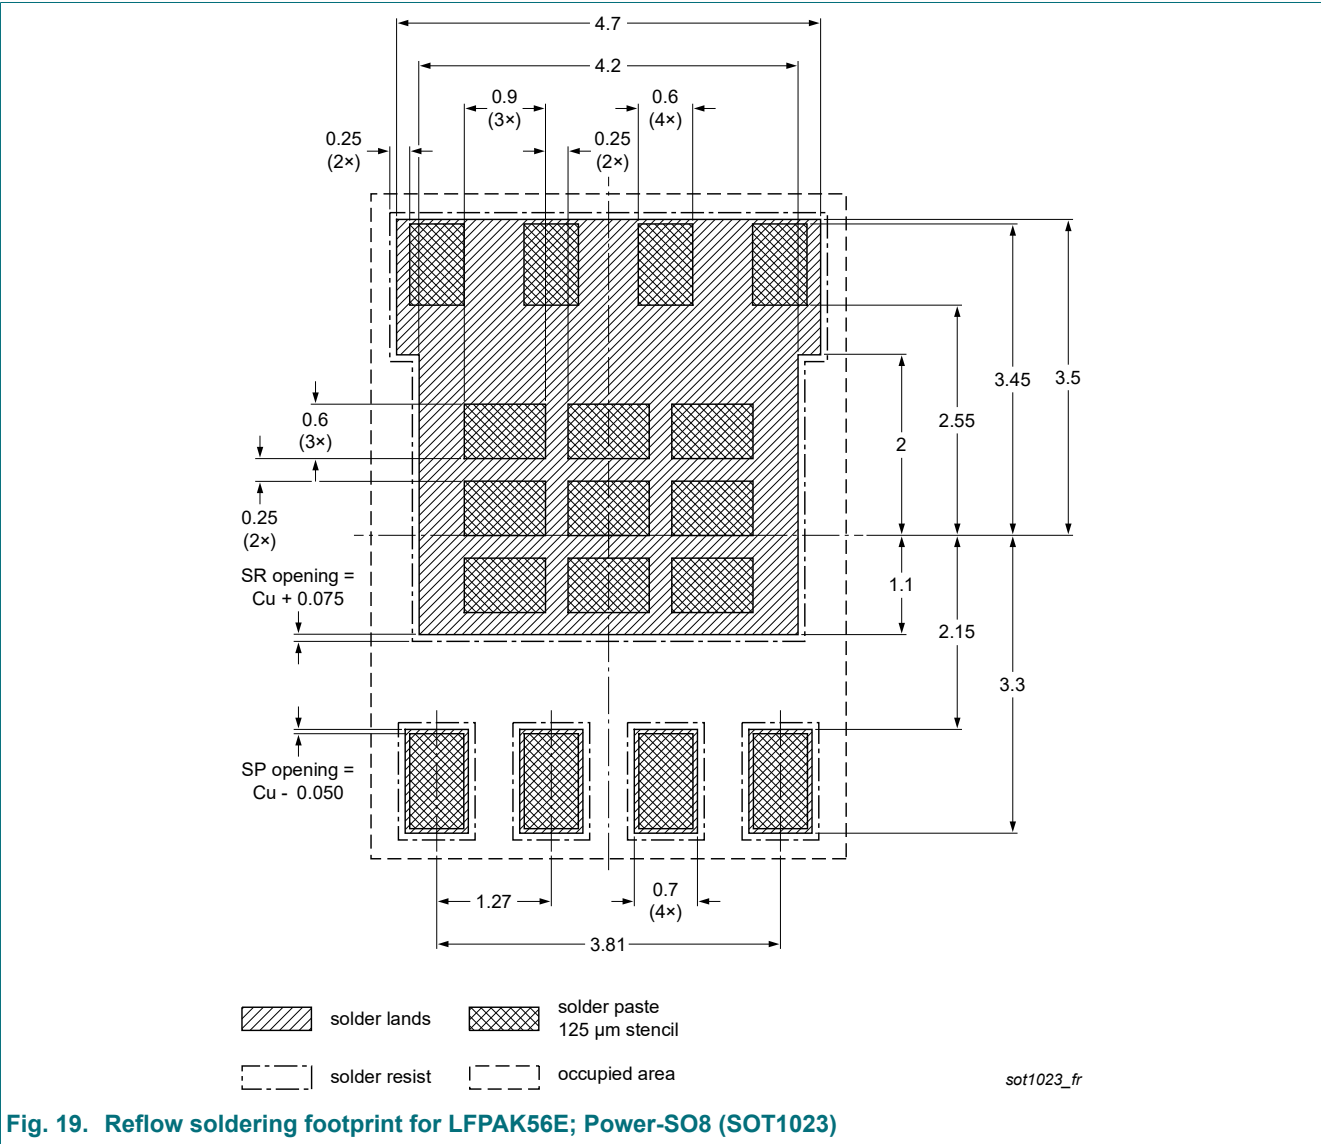 4.7
4.2
0.9
(3×)
0.6
(4×)
0.25
(2×)
0.25
(2×)
3.45
3.5
2.55
2
0.6
(3×)
0.25
(2×)
SR opening =
Cu + 0.075
1.1
2.15
3.3
SP opening =
Cu - 0.050
1.27
0.7
(4×)
3.81
solder lands
solder paste
125 µm stencil
solder resist
occupied area
sot1023_fr
Fig. 19. Reflow soldering footprint for LFPAK56E; Power-SO8 (SOT1023)